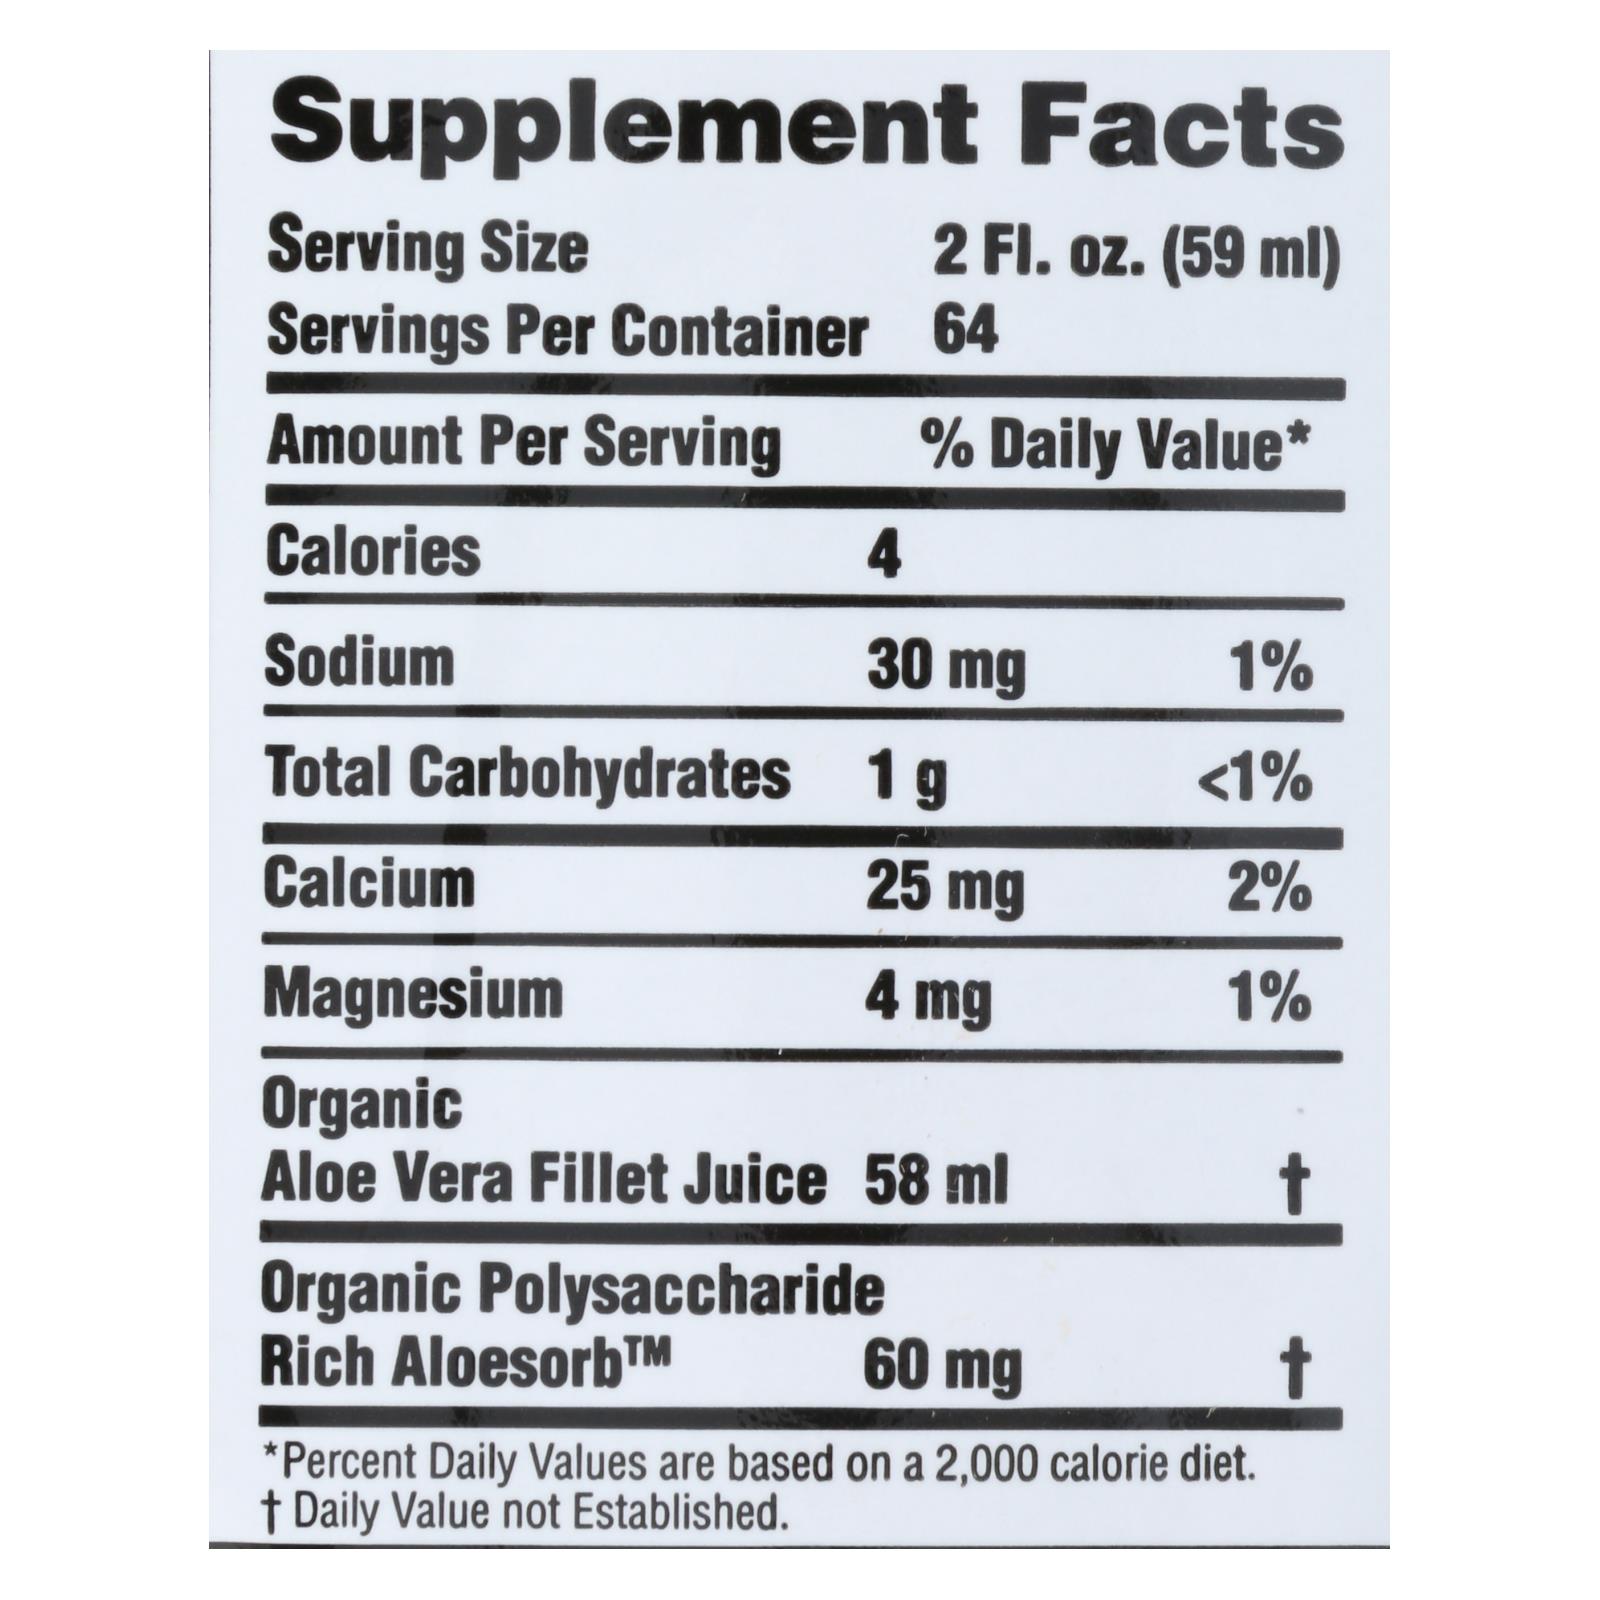 Supplement Facts
Serving Size 2 Fl. oz. (59 ml)
Servings Per Container 64
Amount Per Serving % Daily Value*
Calories 4
Sodium 30 mg 1%
Total Carbohydrates 1 g <1%
Calcium 25 mg 2%
Magnesium 4 mg 1%
Organic
Aloe Vera Fillet Juice 58 ml †
Organic Polysaccharide
Rich Aloesorb™ 60 mg †
*Percent Daily Values are based on a 2,000 calorie diet.
† Daily Value not Established.